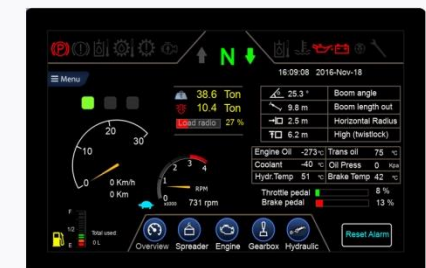 N
16:09:08 2016-Nov-18
Menu
38.6 Ton
10.4 Ton
Load radio 27 %
25.3 ° Boom angle
9.8 m Boom length out
2.5 m Horizontal Radius
6.2 m High (twistlock)
10
20
30
0
0 Km/h
0 Km
0
1
2
3
4
x1000
RPM
731 rpm
Engine Oil -273 °C Trans oil 75 °C
Coolant -40 °C Oil Press 0 Kpa
Hydr.Temp 51 °C Brake Temp 42 °C
Throttle pedal 8 %
Brake pedal 13 %
F
1/2
E
Total used
0 L
Overview Spreader Engine Gearbox Hydraulic
Reset Alarm